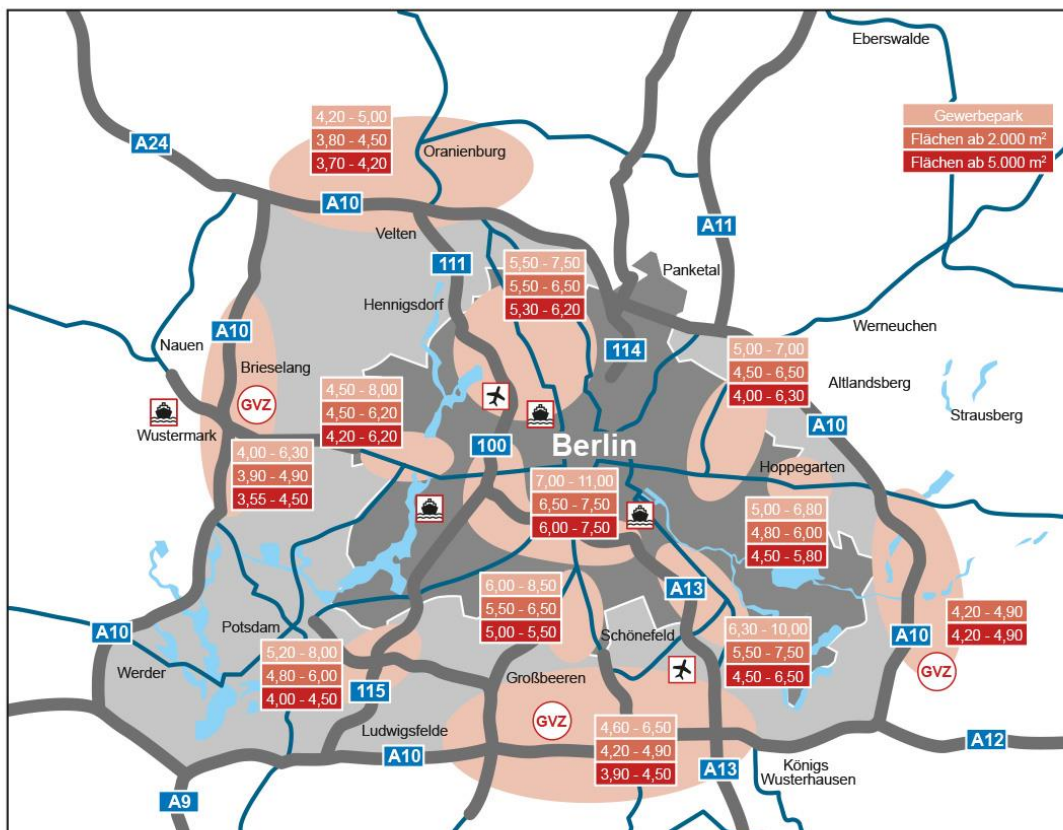 Eberswalde
4,20 - 5,00
3,80 - 4,50
3,70 - 4,20
Gewerbepark
Flächen ab 2.000 m²
Flächen ab 5.000 m²
A24
Oranienburg
A10
A11
Velten
111
5,50 - 7,50
5,50 - 6,50
5,30 - 6,20
Panketal
Hennigsdorf
A10
Nauen
Brieselang
114
Werneuchen
5,00 - 7,00
4,50 - 6,50
4,00 - 6,30
Altlandsberg
Strausberg
4,50 - 8,00
4,50 - 6,20
4,20 - 6,20
GVZ
Wustermark
A10
100
Berlin
4,00 - 6,30
3,90 - 4,90
3,55 - 4,50
Hoppegarten
7,00 - 11,00
6,50 - 7,50
6,00 - 7,50
5,00 - 6,80
4,80 - 6,00
4,50 - 5,80
6,00 - 8,50
5,50 - 6,50
5,00 - 5,50
A13
4,20 - 4,90
4,20 - 4,90
A10
Potsdam
Schönefeld
6,30 - 10,00
5,50 - 7,50
4,50 - 6,50
A10
Werder
5,20 - 8,00
4,80 - 6,00
4,00 - 4,50
115
Großbeeren
GVZ
GVZ
Ludwigsfelde
4,60 - 6,50
4,20 - 4,90
3,90 - 4,50
A10
A12
A13
Königs
Wusterhausen
A9